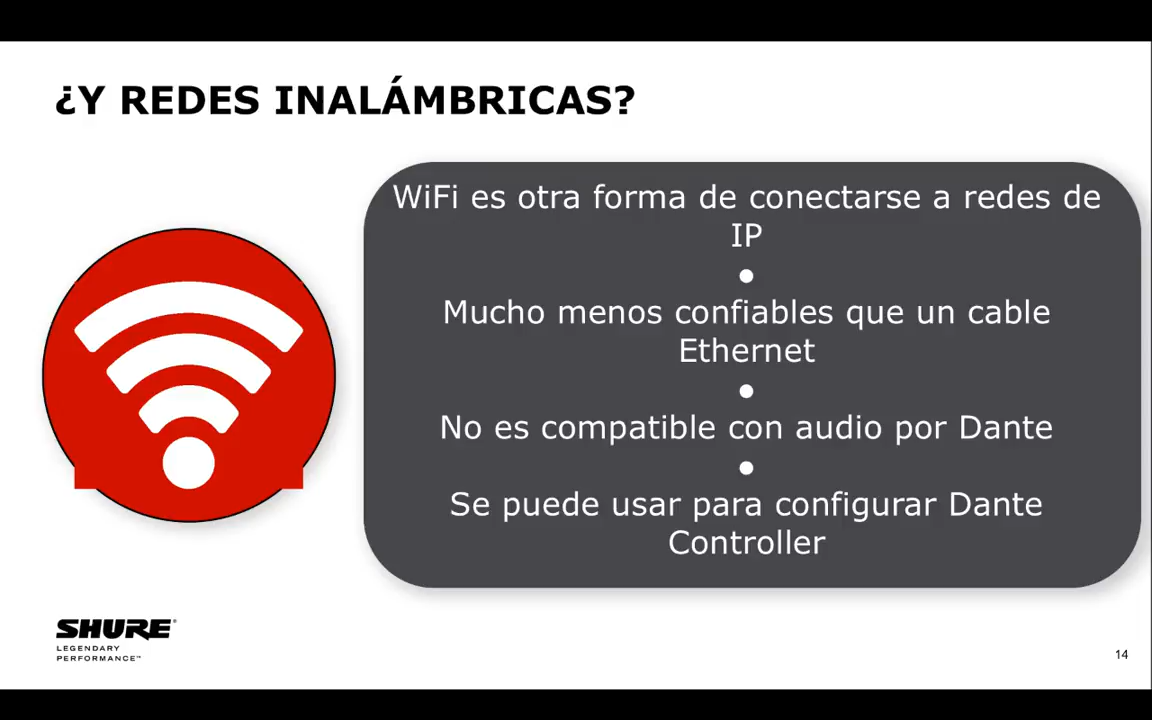 ¿Y REDES INALÁMBRICAS?
WiFi es otra forma de conectarse a redes de
IP
●
Mucho menos confiables que un cable
Ethernet
●
No es compatible con audio por Dante
●
Se puede usar para configurar Dante
Controller
SHURE®
LEGENDARY
PERFORMANCE™
14